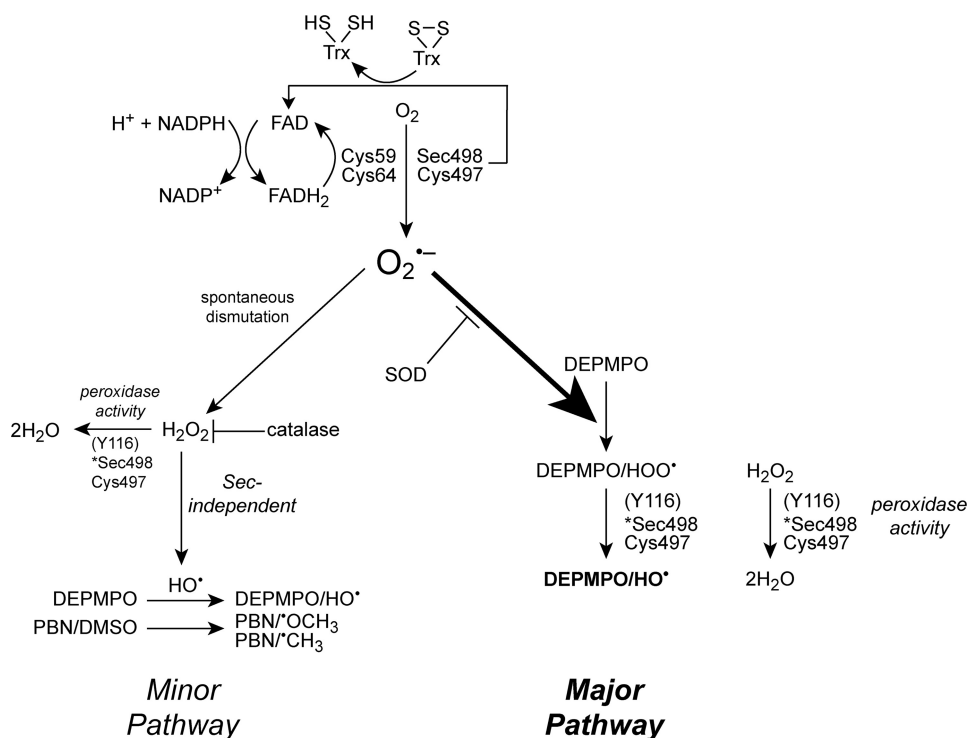 HS SH
Trx
S S
Trx
H⁺ + NADPH
FAD
O₂
Cys59
Cys64
Sec498
Cys497
NADP⁺
FADH₂
O₂•−
spontaneous
dismutation
SOD
DEPMPO
peroxidase
activity
2H₂O
H₂O₂
catalase
(Y116)
*Sec498
Cys497
Sec-
independent
DEPMPO/HOO•
H₂O₂
(Y116)
*Sec498
Cys497
(Y116)
*Sec498
Cys497
peroxidase
activity
DEPMPO/HO•
2H₂O
HO•
DEPMPO
DEPMPO/HO•
PBN/DMSO
PBN/•OCH₃
PBN/•CH₃
Minor
Pathway
Major
Pathway